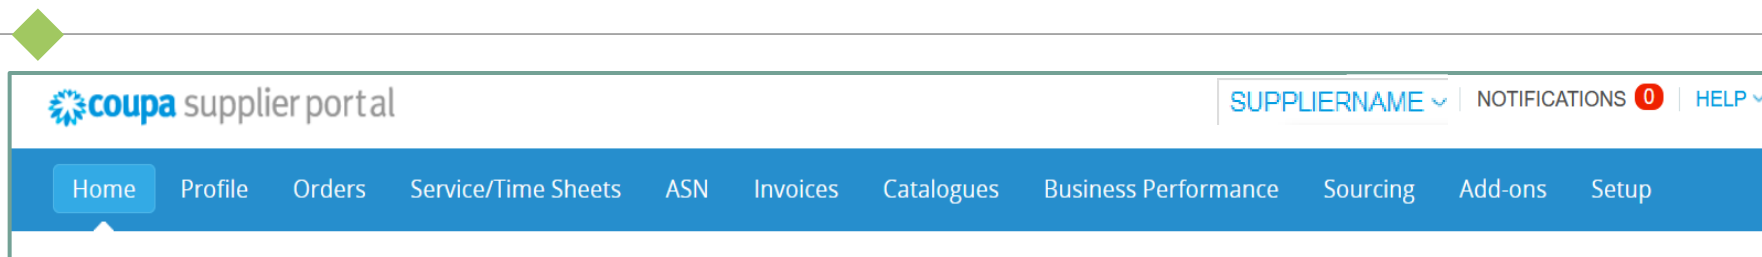 coupa supplier portal SUPPLIERNAME NOTIFICATIONS 0 HELP
Home Profile Orders Service/Time Sheets ASN Invoices Catalogues Business Performance Sourcing Add-ons Setup